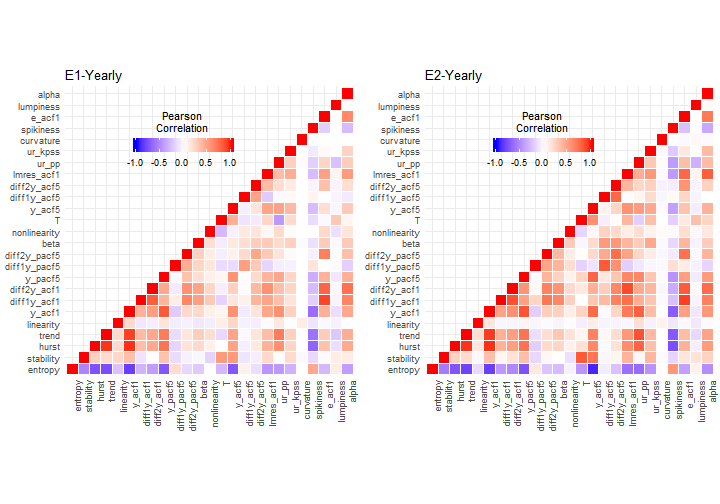 E1-Yearly
alpha
lumpiness
e_acf1
spikiness
curvature
ur_kpss
ur_pp
lmres_acf1
diff2y_acf5
diff1y_acf5
y_acf5
T
nonlinearity
beta
diff2y_pacf5
diff1y_pacf5
y_pacf5
diff2y_acf1
diff1y_acf1
y_acf1
linearity
trend
hurst
stability
entropy
Pearson
Correlation
-1.0 -0.5 0.0 0.5 1.0
entropy
stability
hurst
trend
linearity
y_acf1
diff1y_acf1
diff2y_acf1
y_pacf5
diff1y_pacf5
diff2y_pacf5
beta
nonlinearity
T
y_acf5
diff1y_acf5
diff2y_acf5
lmres_acf1
ur_pp
ur_kpss
curvature
spikiness
e_acf1
lumpiness
alpha
E2-Yearly
alpha
lumpiness
e_acf1
spikiness
curvature
ur_kpss
ur_pp
lmres_acf1
diff2y_acf5
diff1y_acf5
y_acf5
T
nonlinearity
beta
diff2y_pacf5
diff1y_pacf5
y_pacf5
diff2y_acf1
diff1y_acf1
y_acf1
linearity
trend
hurst
stability
entropy
Pearson
Correlation
-1.0 -0.5 0.0 0.5 1.0
entropy
stability
hurst
trend
linearity
y_acf1
diff1y_acf1
diff2y_acf1
y_pacf5
diff1y_pacf5
diff2y_pacf5
beta
nonlinearity
T
y_acf5
diff1y_acf5
diff2y_acf5
lmres_acf1
ur_pp
ur_kpss
curvature
spikiness
e_acf1
lumpiness
alpha